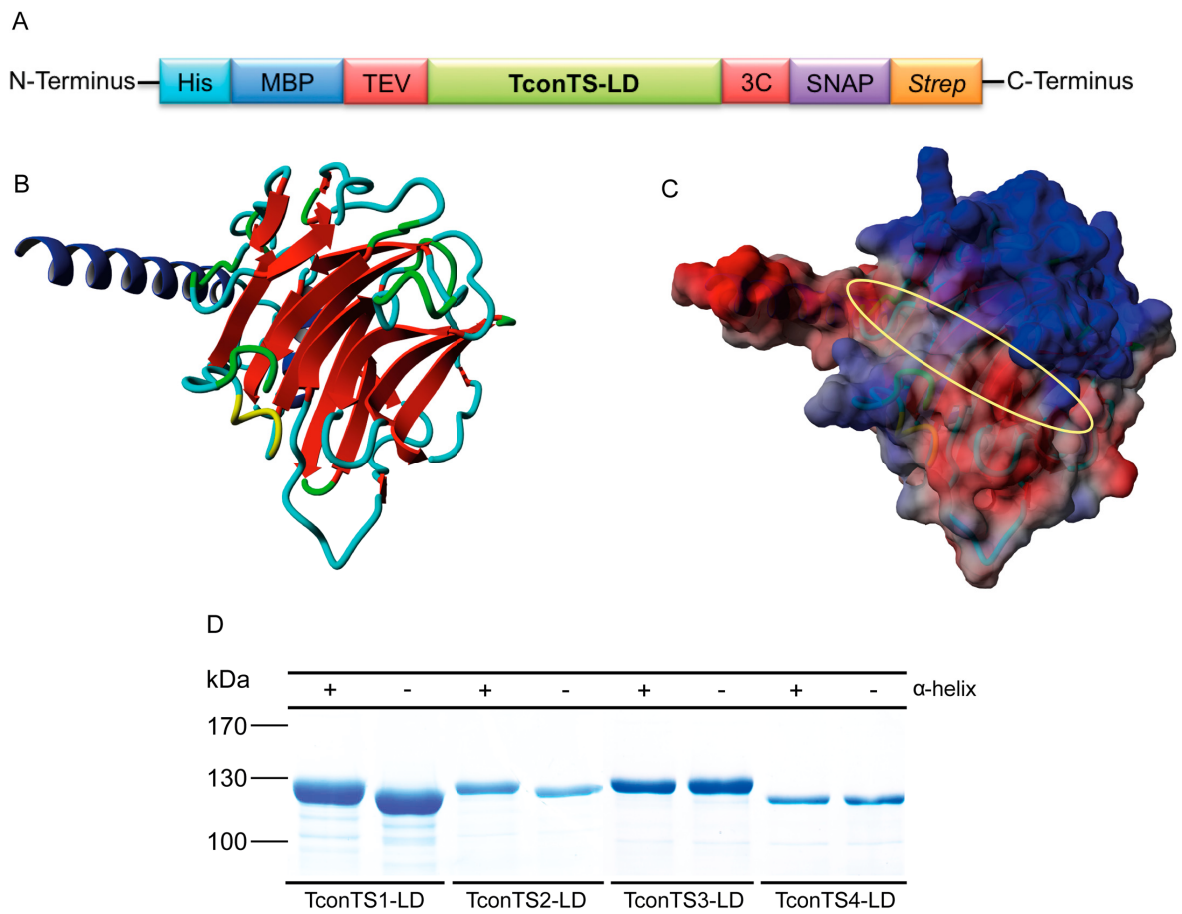 A
N-Terminus His MBP TEV TconTS-LD 3C SNAP Strep C-Terminus
B
C
D
kDa
+ - + - + - + - α-helix
170
130
100
TconTS1-LD TconTS2-LD TconTS3-LD TconTS4-LD